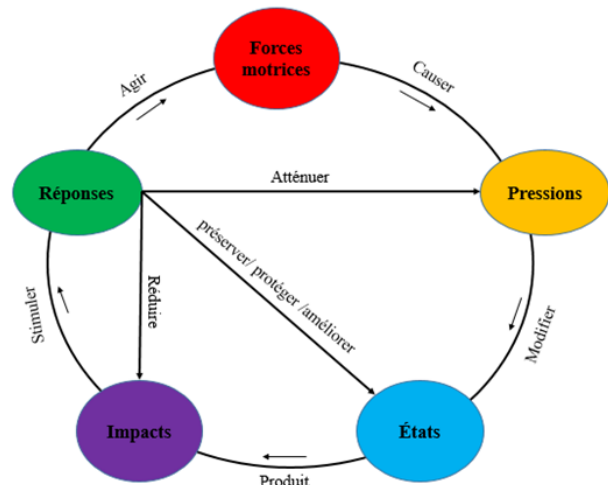 Forces
motrices
Agir
Causer
Réponses
Atténuer
Pressions
préserver/ protéger /améliorer
Réduire
Stimuler
Modifier
Impacts
États
Produit